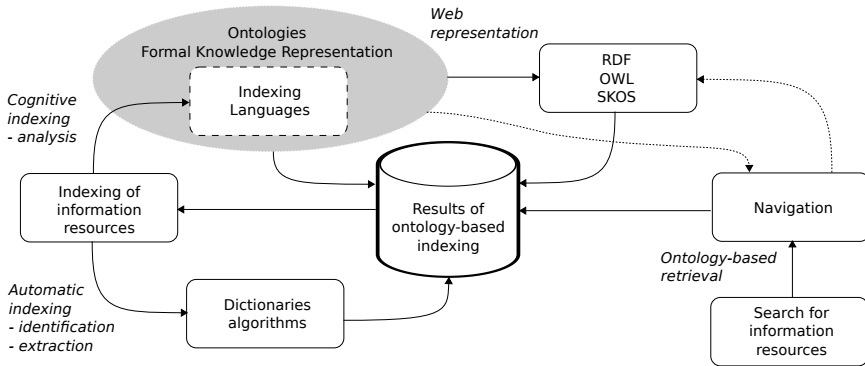 Ontologies
Formal Knowledge Representation
Web
representation
RDF
OWL
SKOS
Indexing
Languages
Cognitive
indexing
- analysis
Indexing of
information
resources
Results of
ontology-based
indexing
Navigation
Ontology-based
retrieval
Automatic
indexing
- identification
- extraction
Dictionaries
algorithms
Search for
information
resources